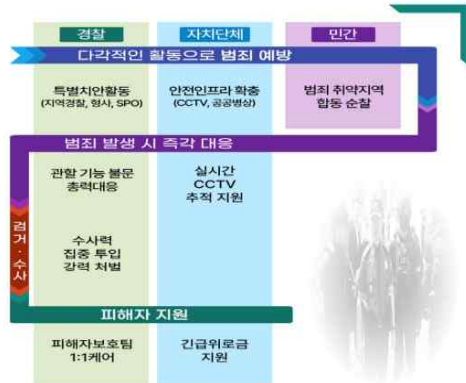 경찰 자치단체 민간
다각적인 활동으로 범죄 예방
특별치안활동 안전인프라 확충 범죄 취약지역
(지역경찰, 형사, SPO) (CCTV, 공공병상) 합동 순찰
범죄 발생 시 즉각 대응
관할 기능 불문 실시간
총력대응 CCTV
추적 지원
검거·수사
수사력
집중 투입
강력 처벌
피해자 지원
피해자보호팀 긴급위로금
1:1케어 지원